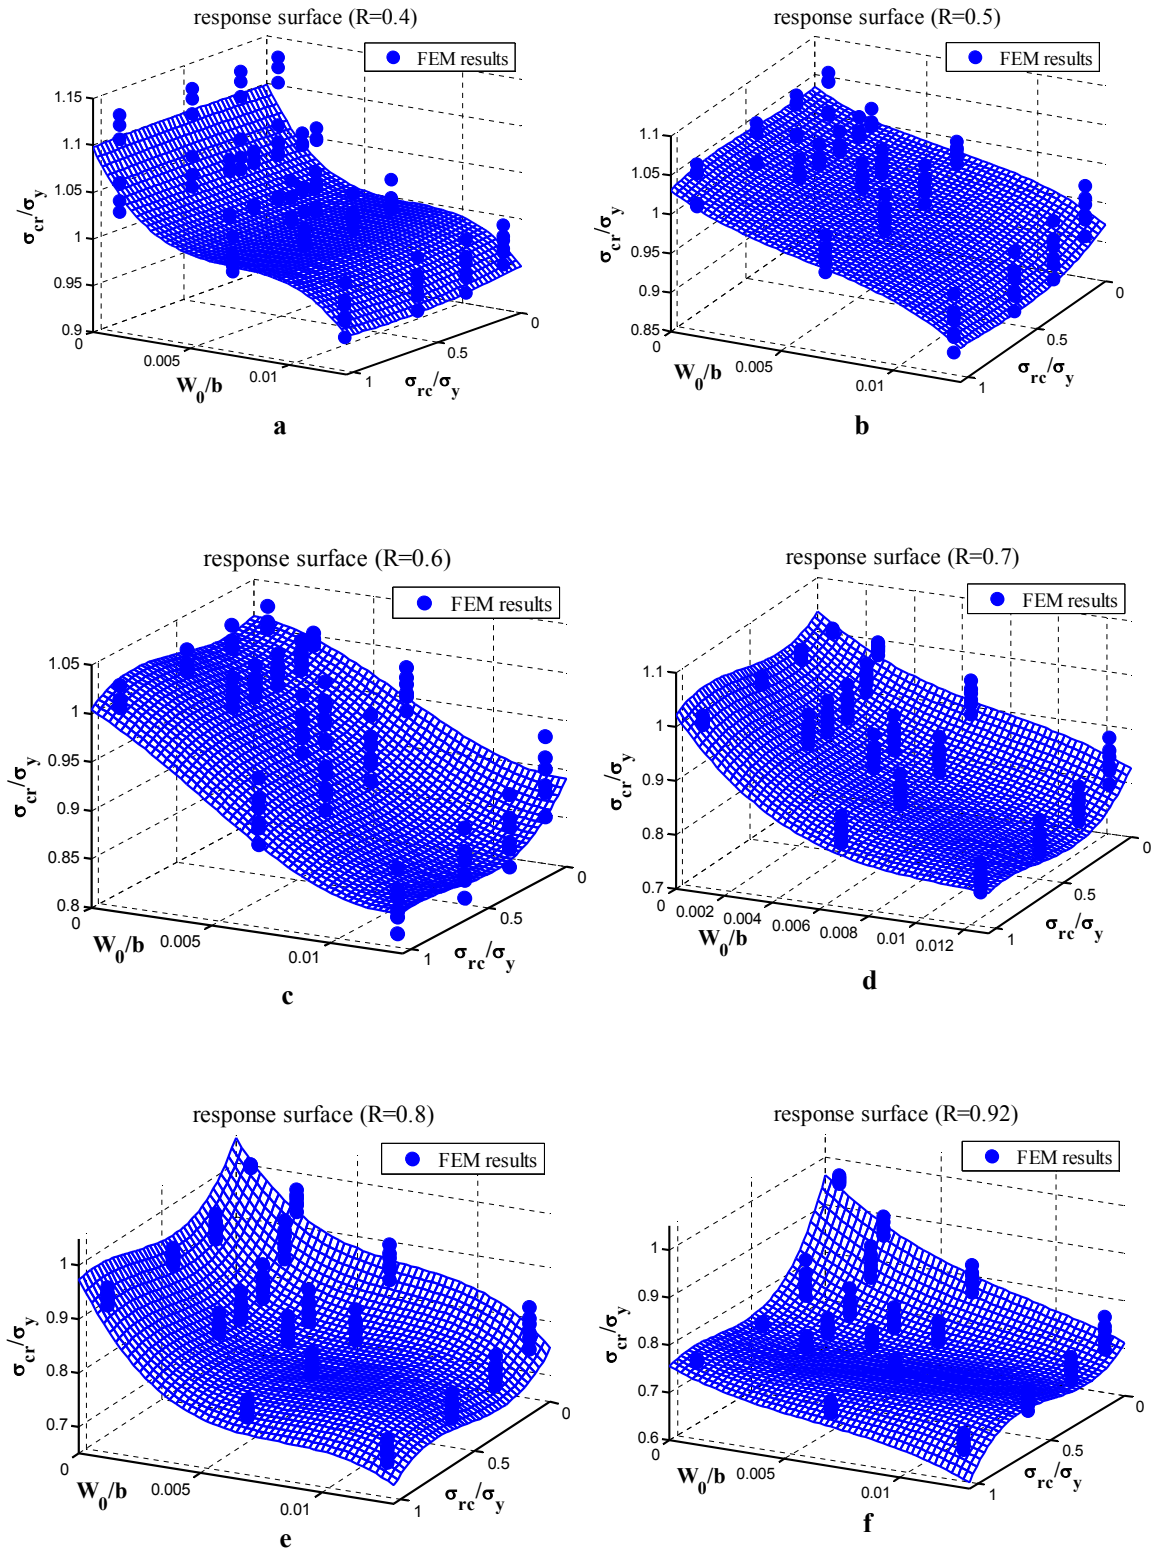 response surface (R=0.4)
FEM results
1.15
1.1
1.05
1
0.95
0.9
σcr/σy
0
0.005
0.01
W0/b
0
0.5
1
σrc/σy
a
response surface (R=0.5)
FEM results
1.1
1.05
1
0.95
0.9
0.85
σcr/σy
0
0.005
0.01
W0/b
0
0.5
1
σrc/σy
b
response surface (R=0.6)
FEM results
1.05
1
0.95
0.9
0.85
0.8
σcr/σy
0
0.005
0.01
W0/b
0
0.5
1
σrc/σy
c
response surface (R=0.7)
FEM results
1.1
1
0.9
0.8
0.7
σcr/σy
0
0.002
0.004
0.006
0.008
0.01
0.012
W0/b
0
0.5
1
σrc/σy
d
response surface (R=0.8)
FEM results
1
0.9
0.8
0.7
σcr/σy
0
0.005
0.01
W0/b
0
0.5
1
σrc/σy
e
response surface (R=0.92)
FEM results
1
0.9
0.8
0.7
0.6
σcr/σy
0
0.005
0.01
W0/b
0
0.5
1
σrc/σy
f